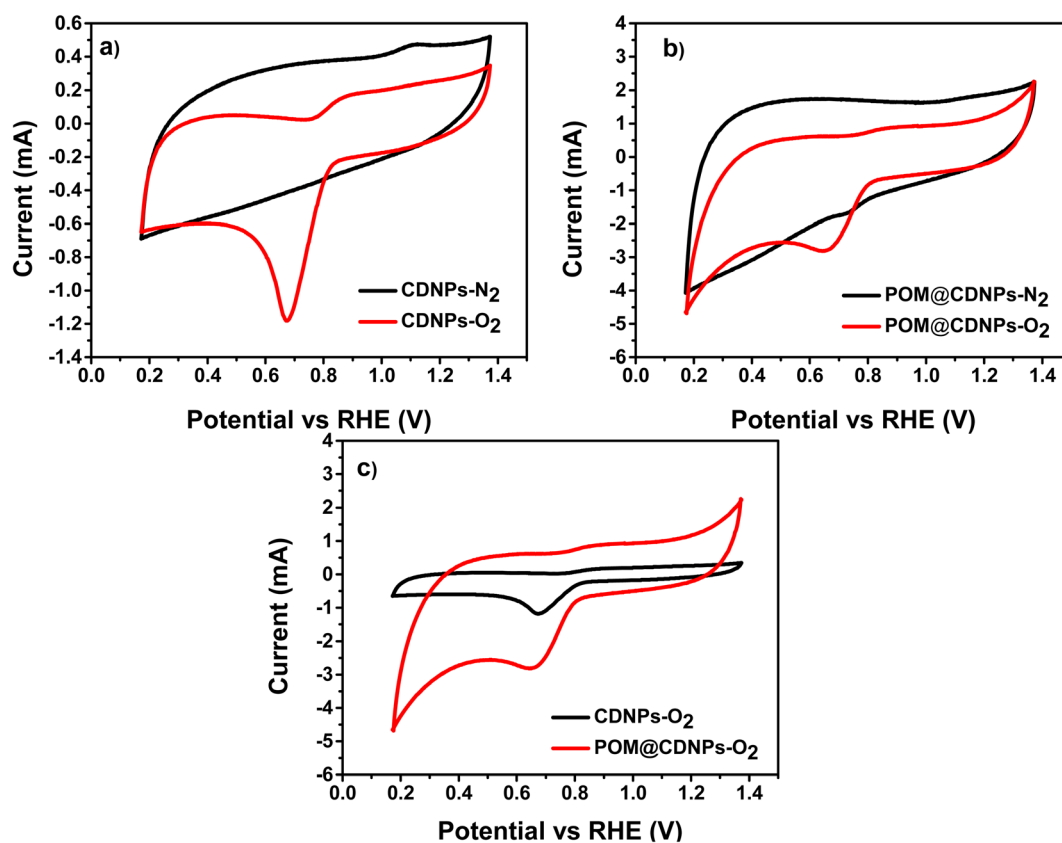 a)
0.6
0.4
0.2
0.0
-0.2
-0.4
-0.6
-0.8
-1.0
-1.2
-1.4
Current (mA)
CDNPs-N2
CDNPs-O2
0.0 0.2 0.4 0.6 0.8 1.0 1.2 1.4
Potential vs RHE (V)
b)
4
3
2
1
0
-1
-2
-3
-4
-5
-6
Current (mA)
POM@CDNPs-N2
POM@CDNPs-O2
0.0 0.2 0.4 0.6 0.8 1.0 1.2 1.4
Potential vs RHE (V)
c)
4
3
2
1
0
-1
-2
-3
-4
-5
-6
Current (mA)
CDNPs-O2
POM@CDNPs-O2
0.0 0.2 0.4 0.6 0.8 1.0 1.2 1.4
Potential vs RHE (V)